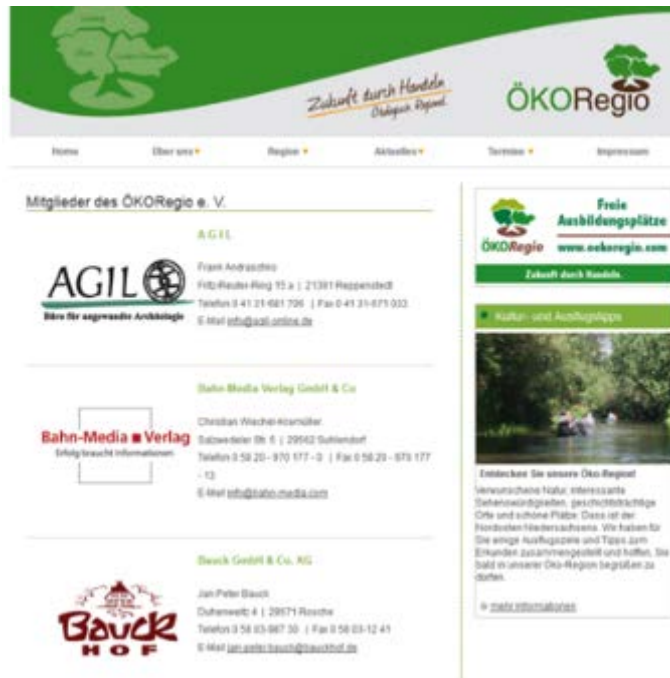 Zukunft durch Handeln
Ökologisch Regional.
ÖKORegio
Home Über uns Region Aktuelles Termine Impressum
Mitglieder des ÖKORegio e. V.
AGIL
Büro für angewandte Archäologie
AGIL
Frank Andraschko
Fritz-Reuter-Ring 15 a | 21391 Reppenstedt
Telefon 0 41 31-681 706 | Fax 0 41 31-671 033
E-Mail info@agil-online.de
Bahn-Media Verlag
Erfolg braucht Informationen
Bahn-Media Verlag GmbH & Co
Christian Wiechel-Kramüller
Salzwedeler Str. 5 | 29562 Suhlendorf
Telefon 0 58 20 - 970 177 - 0 | Fax 0 58 20 - 970 177
- 13
E-Mail info@bahn-media.com
BAUCK
HOF
Bauck GmbH & Co. KG
Jan-Peter Bauck
4 | 29571 Rosche
Telefon 0 58 03-987 30 | Fax 0 58 03-12 41
E-Mail jan-peter.bauck@bauckhof.de
ÖKORegio
Freie
Ausbildungsplätze
www.oekoregio.com
Zukunft durch Handeln.
Kultur- und Ausflugstipps
Entdecken Sie unsere Öko-Region!
Verwunschene Natur, interessante
Sehenswürdigkeiten, geschichtsträchtige
Orte und schöne Plätze: Dass ist der
Nordosten Niedersachsens. Wir haben für
Sie einige Ausflugsziele und Tipps zum
Erkunden zusammengestellt und hoffen, Sie
bald in unserer Öko-Region begrüßen zu
dürfen.
mehr Informationen